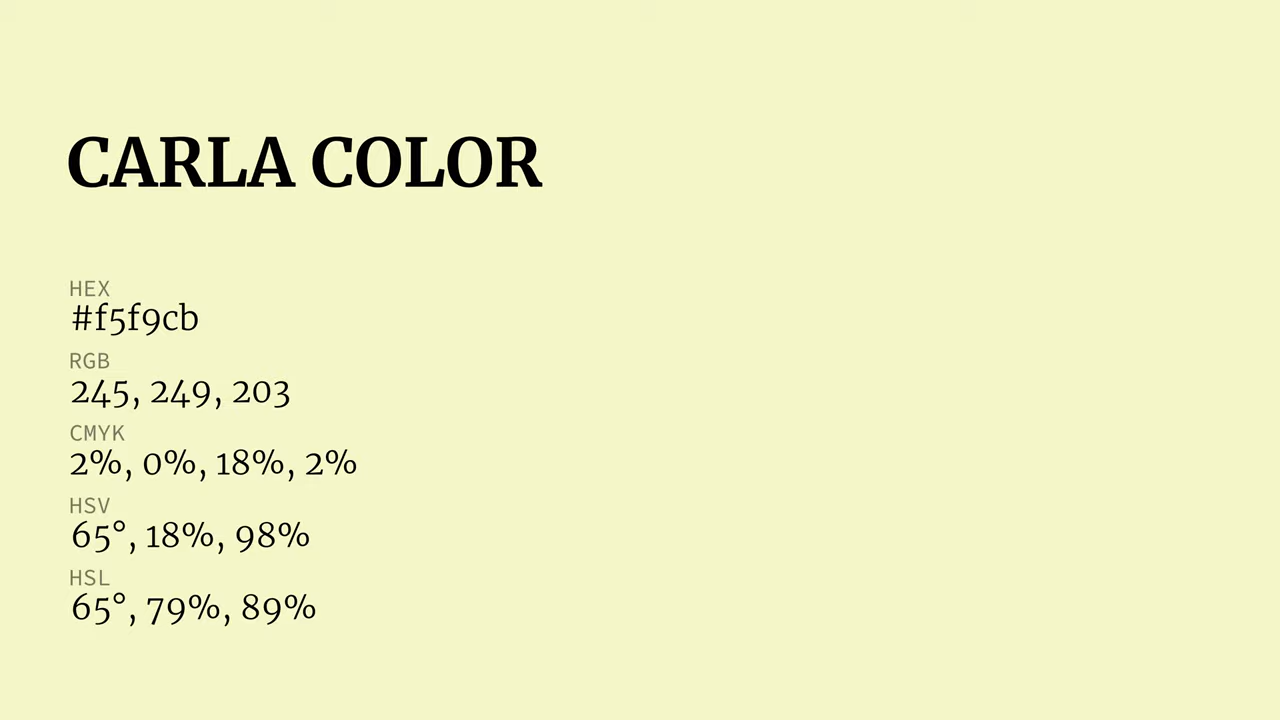 CARLA COLOR
HEX
#f5f9cb
RGB
245, 249, 203
CMYK
2%, 0%, 18%, 2%
HSV
65°, 18%, 98%
HSL
65°, 79%, 89%